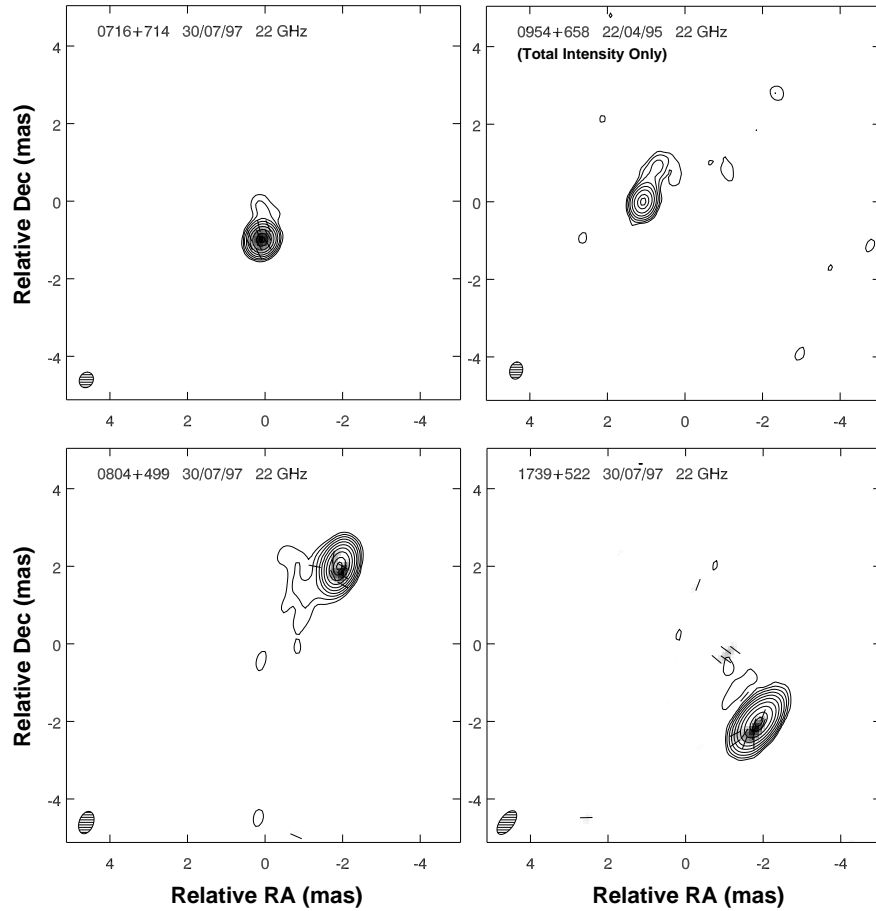 0716+714 30/07/97 22 GHz
4
2
0
-2
-4
4 2 0 -2 -4
Relative Dec (mas)
0954+658 22/04/95 22 GHz
(Total Intensity Only)
4
2
0
-2
-4
4 2 0 -2 -4
0804+499 30/07/97 22 GHz
4
2
0
-2
-4
4 2 0 -2 -4
Relative Dec (mas)
Relative RA (mas)
1739+522 30/07/97 22 GHz
4
2
0
-2
-4
4 2 0 -2 -4
Relative RA (mas)